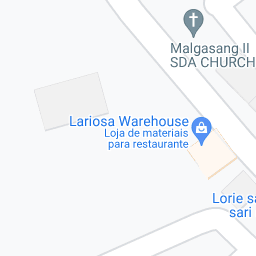 Malgasang II
SDA CHURCH
Lariosa Warehouse
Loja de materiais
para restaurante
Lorie sa
sari